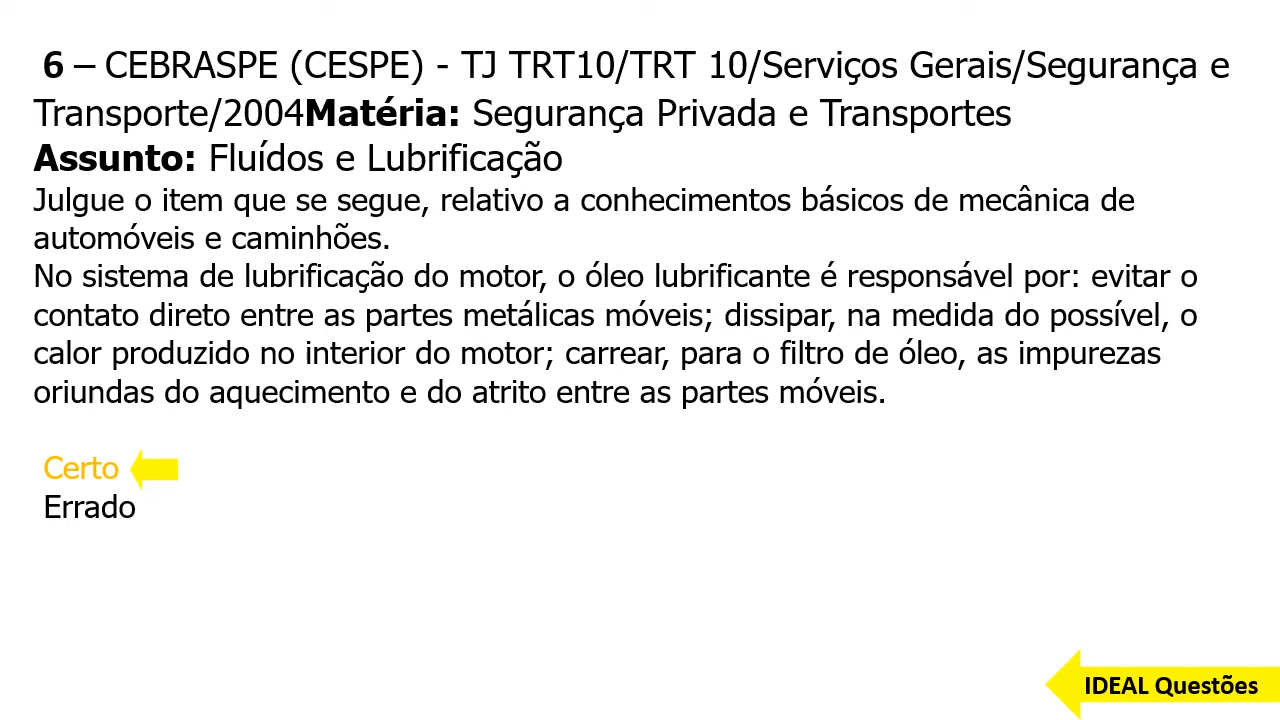 6 – CEBRASPE (CESPE) - TJ TRT10/TRT 10/Serviços Gerais/Segurança e
Transporte/2004Matéria: Segurança Privada e Transportes
Assunto: Fluídos e Lubrificação
Julgue o item que se segue, relativo a conhecimentos básicos de mecânica de
automóveis e caminhões.
No sistema de lubrificação do motor, o óleo lubrificante é responsável por: evitar o
contato direto entre as partes metálicas móveis; dissipar, na medida do possível, o
calor produzido no interior do motor; carrear, para o filtro de óleo, as impurezas
oriundas do aquecimento e do atrito entre as partes móveis.
Certo
Errado
IDEAL Questões